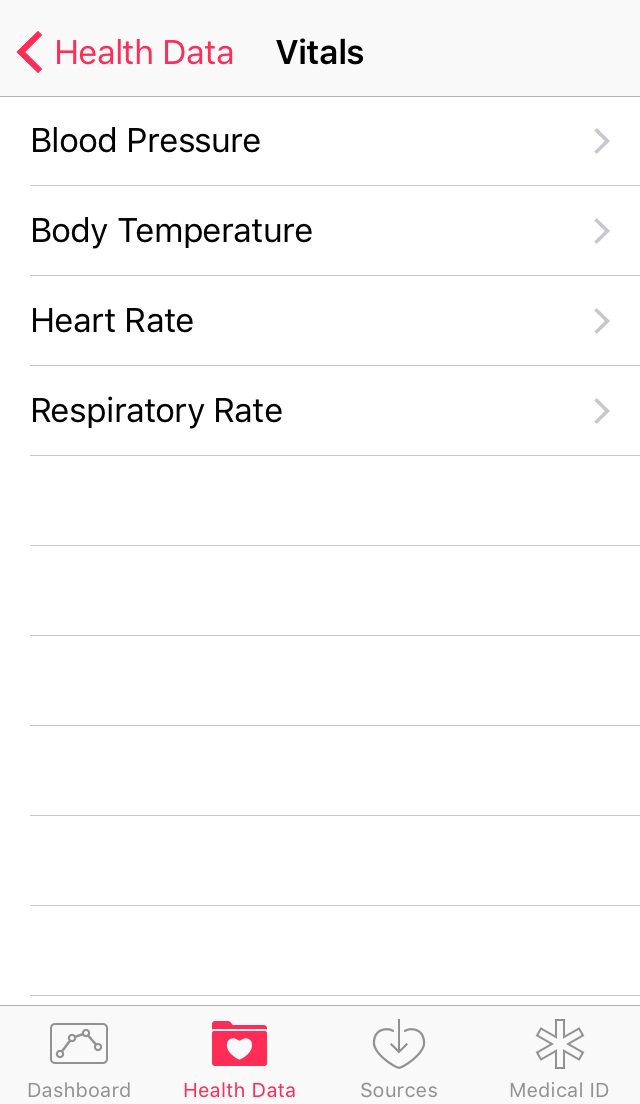 Health Data Vitals
Blood Pressure
Body Temperature
Heart Rate
Respiratory Rate
Dashboard Health Data Sources Medical ID